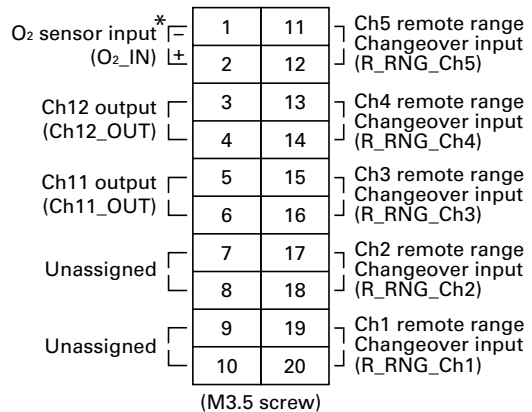 O₂ sensor input*
(O₂_IN)
−
+
Ch12 output
(Ch12_OUT)
Ch11 output
(Ch11_OUT)
Unassigned
Unassigned
1 11
2 12
3 13
4 14
5 15
6 16
7 17
8 18
9 19
10 20
Ch5 remote range
Changeover input
(R_RNG_Ch5)
Ch4 remote range
Changeover input
(R_RNG_Ch4)
Ch3 remote range
Changeover input
(R_RNG_Ch3)
Ch2 remote range
Changeover input
(R_RNG_Ch2)
Ch1 remote range
Changeover input
(R_RNG_Ch1)
(M3.5 screw)